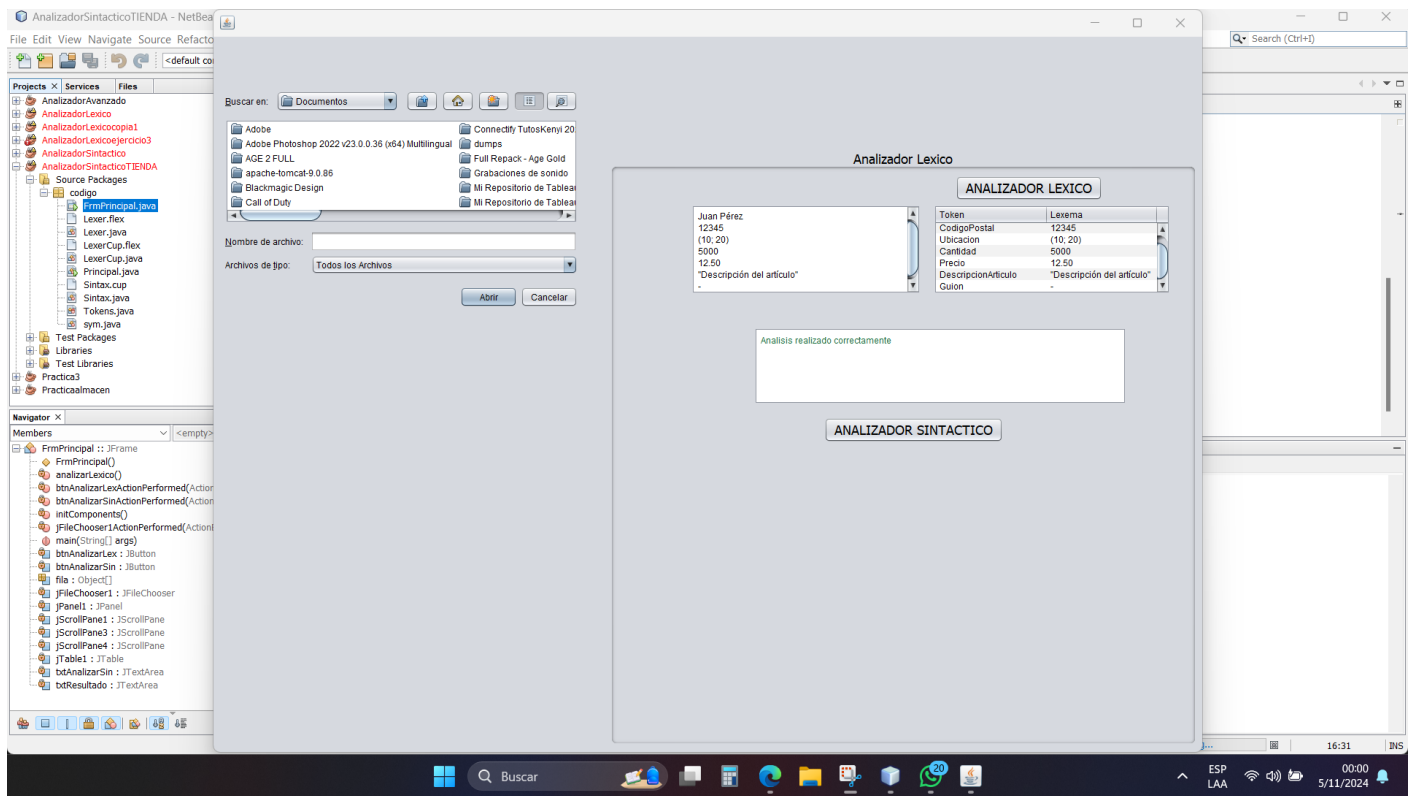 AnalizadorSintacticoTIENDA - NetBea
File Edit View Navigate Source Refacto
Search (Ctrl+I)
<default co
Projects Services Files
AnalizadorAvanzado
AnalizadorLexico
AnalizadorLexicocopia1
AnalizadorLexicoejercicio3
AnalizadorSintactico
AnalizadorSintacticoTIENDA
Source Packages
codigo
FrmPrincipal.java
Lexer.flex
Lexer.java
LexerCup.flex
LexerCup.java
Principal.java
Sintax.cup
Sintax.java
Tokens.java
sym.java
Test Packages
Libraries
Test Libraries
Practica3
Practicaalmacen
Navigator
Members <empty>
FrmPrincipal :: JFrame
FrmPrincipal()
analizarLexico()
btnAnalizarLexActionPerformed(Action
btnAnalizarSinActionPerformed(Action
initComponents()
jFileChooser1ActionPerformed(ActionE
main(String[] args)
btnAnalizarLex : JButton
btnAnalizarSin : JButton
fila : Object[]
jFileChooser1 : JFileChooser
jPanel1 : JPanel
jScrollPane1 : JScrollPane
jScrollPane3 : JScrollPane
jScrollPane4 : JScrollPane
jTable1 : JTable
txtAnalizarSin : JTextArea
txtResultado : JTextArea
Buscar en: Documentos
Adobe
Adobe Photoshop 2022 v23.0.0.36 (x64) Multilingual
AGE 2 FULL
apache-tomcat-9.0.86
Blackmagic Design
Call of Duty
Connectify TutosKenyi 20
dumps
Full Repack - Age Gold
Grabaciones de sonido
Mi Repositorio de Tableau
Mi Repositorio de Tableau
Nombre de archivo:
Archivos de tipo: Todos los Archivos
Abrir Cancelar
Analizador Lexico
ANALIZADOR LEXICO
Juan Pérez
12345
(10; 20)
5000
12.50
"Descripción del artículo"
-
Token Lexema
CodigoPostal 12345
Ubicacion (10; 20)
Cantidad 5000
Precio 12.50
DescripcionArticulo "Descripción del artículo"
Guion -
Analisis realizado correctamente
ANALIZADOR SINTACTICO
16:31 INS
Buscar
20
ESP
LAA
00:00
5/11/2024